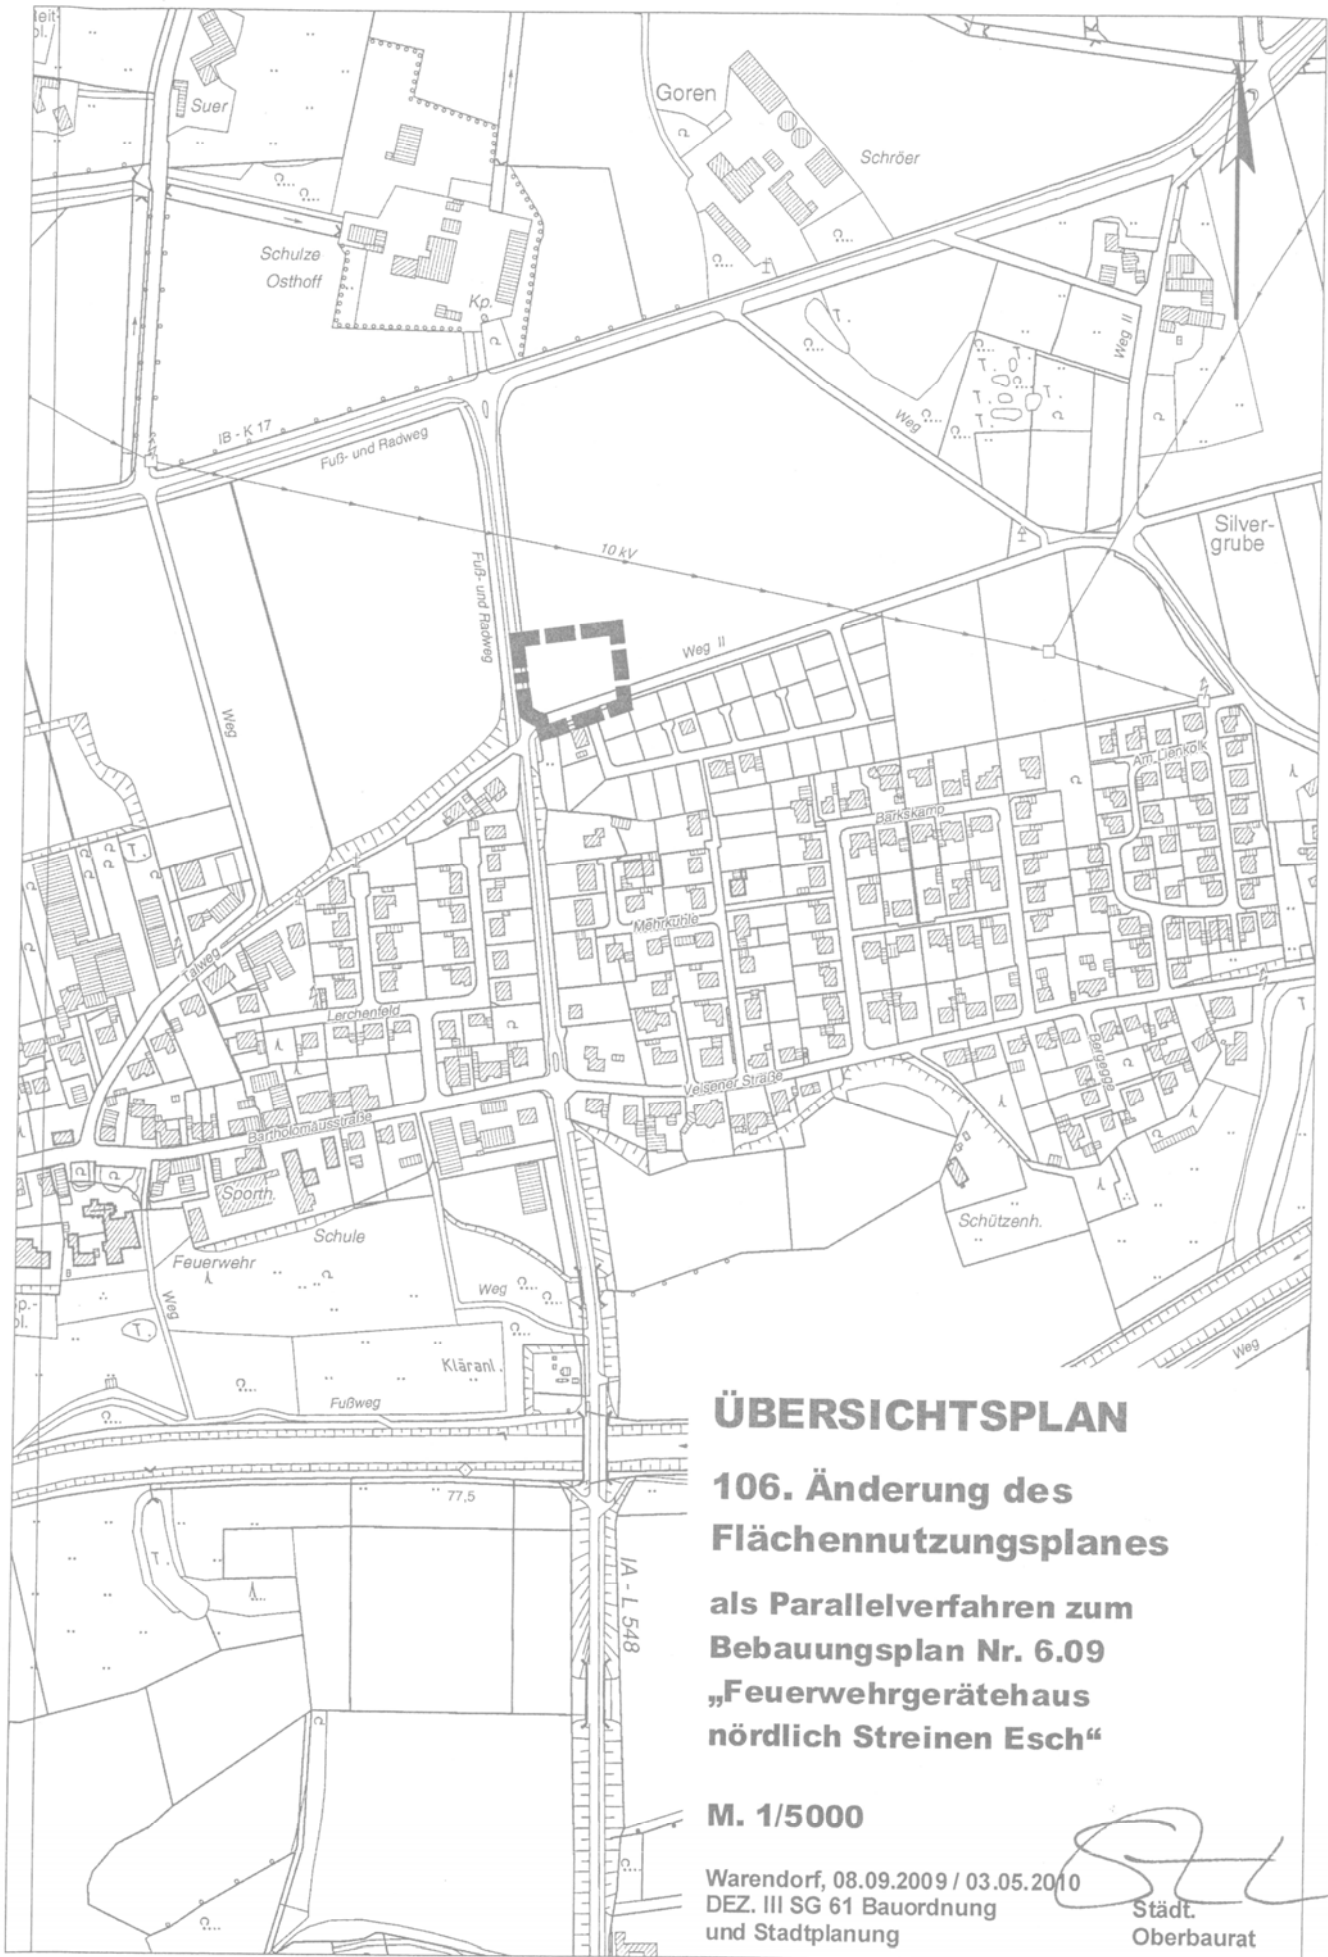 Suer
Goren
Schröer
Schulze
Osthoff
Kp.
T.
Weg II
T.
T.
T.
T.
Weg
IB - K 17
Fuß- und Radweg
Silver-
grube
10 kV
Fuß- und Radweg
Weg II
Weg
Am Lienkolk
Barkskamp
T.
Mehrkuhle
Talweg
Lerchenfeld
T.
Bergegge
Velsener Straße
Bartholomäusstraße
Sporth.
Schützenh.
Schule
Feuerwehr
Weg
Weg
T.
Weg
Kläranl.
Fußweg
77,5
T.
IA - L 548
ÜBERSICHTSPLAN
106. Änderung des
Flächennutzungsplanes
als Parallelverfahren zum
Bebauungsplan Nr. 6.09
„Feuerwehrgerätehaus
nördlich Streinen Esch“
M. 1/5000
Warendorf, 08.09.2009 / 03.05.2010
DEZ. III SG 61 Bauordnung
und Stadtplanung
Städt.
Oberbaurat